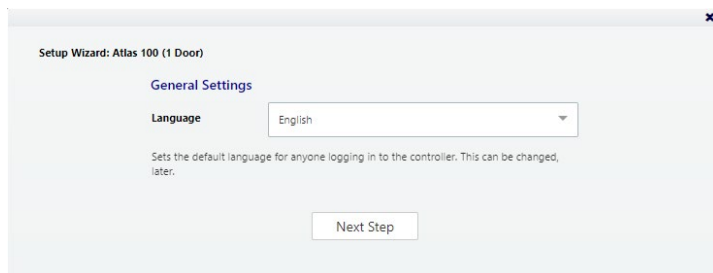 Setup Wizard: Atlas 100 (1 Door)
General Settings
Language English
Sets the default language for anyone logging in to the controller. This can be changed,
later.
Next Step